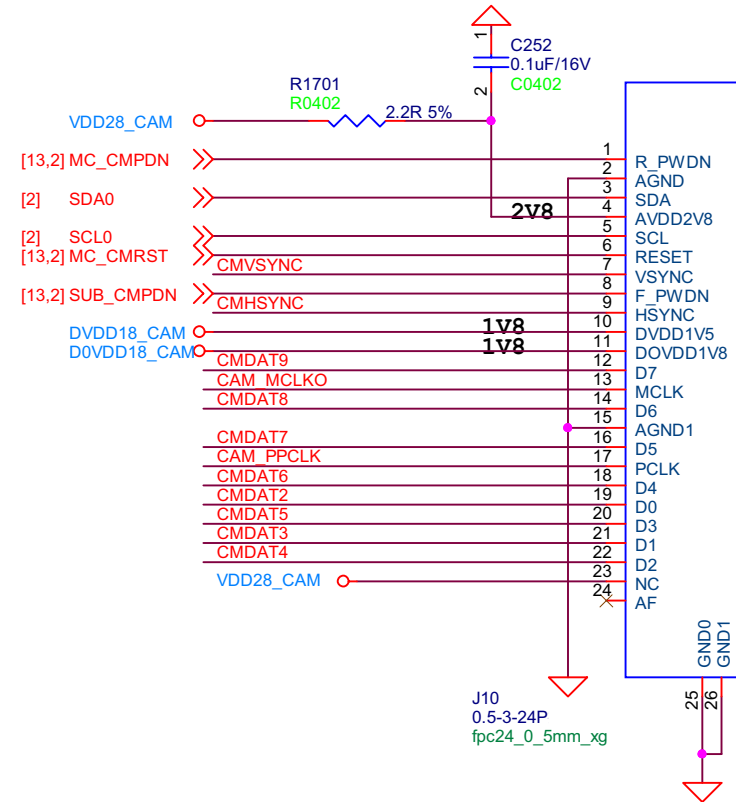 1
C252
0.1uF/16V
C0402
2
R1701
R0402
2.2R 5%
VDD28_CAM
[13,2] MC_CMPDN
1
R_PWDN
2
AGND
[2] SDA0
3
SDA
2V8
4
AVDD2V8
[2] SCL0
5
SCL
[13,2] MC_CMRST
6
RESET
CMVSYNC
7
VSYNC
[13,2] SUB_CMPDN
8
F_PWDN
CMHSYNC
9
HSYNC
DVDD18_CAM
1V8
10
DVDD1V5
D0VDD18_CAM
1V8
11
DOVDD1V8
CMDAT9
12
D7
CAM_MCLKO
13
MCLK
CMDAT8
14
D6
15
AGND1
CMDAT7
16
D5
CAM_PPCLK
17
PCLK
CMDAT6
18
D4
CMDAT2
19
D0
CMDAT5
20
D3
CMDAT3
21
D1
CMDAT4
22
D2
VDD28_CAM
23
NC
24
AF
GND0
GND1
25
26
J10
0.5-3-24P
fpc24_0_5mm_xg